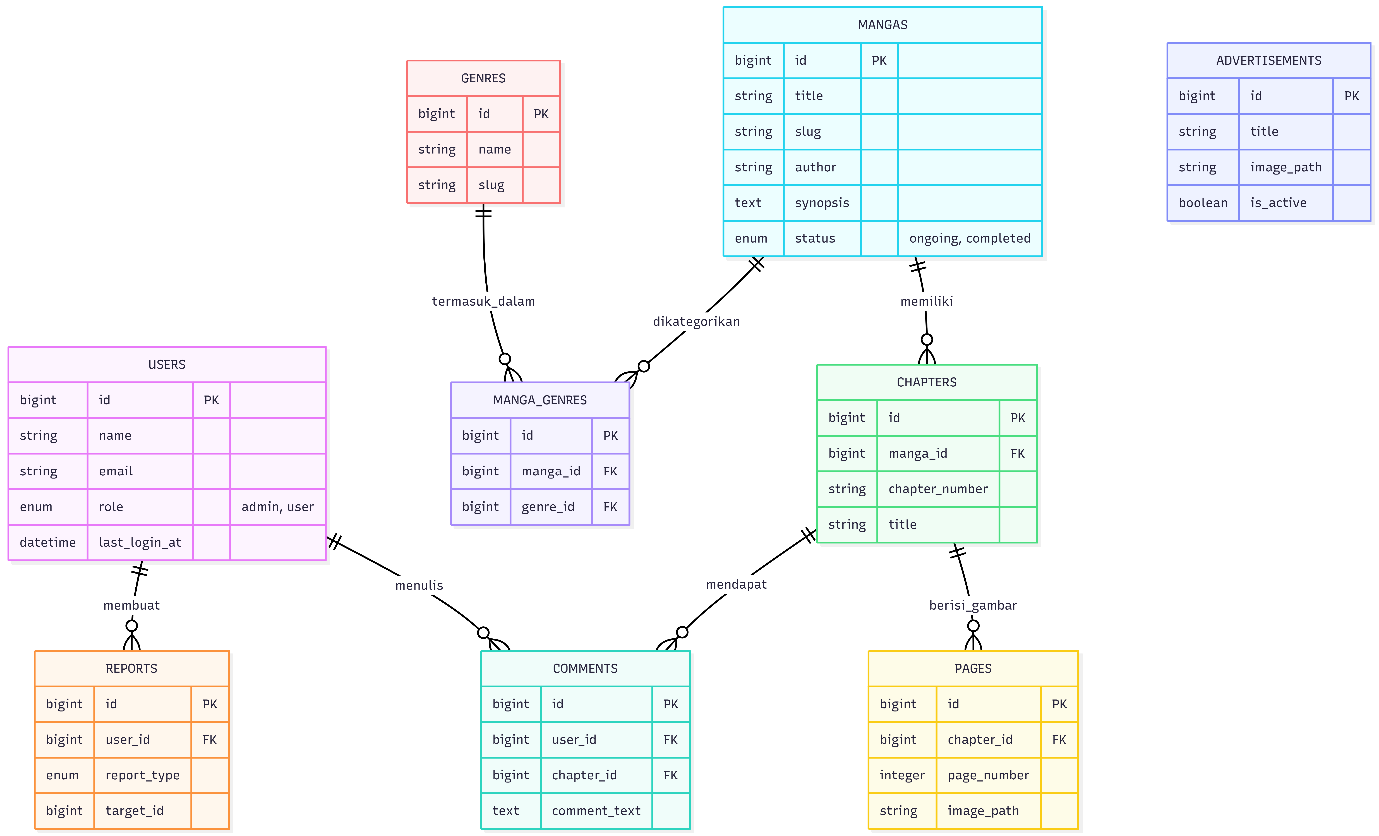 MANGAS
bigint id PK
string title
string slug
string author
text synopsis
enum status ongoing, completed
ADVERTISEMENTS
bigint id PK
string title
string image_path
boolean is_active
GENRES
bigint id PK
string name
string slug
termasuk_dalam
dikategorikan
memiliki
USERS
bigint id PK
string name
string email
enum role admin, user
datetime last_login_at
MANGA_GENRES
bigint id PK
bigint manga_id FK
bigint genre_id FK
CHAPTERS
bigint id PK
bigint manga_id FK
string chapter_number
string title
membuat
menulis
mendapat
berisi_gambar
REPORTS
bigint id PK
bigint user_id FK
enum report_type
bigint target_id
COMMENTS
bigint id PK
bigint user_id FK
bigint chapter_id FK
text comment_text
PAGES
bigint id PK
bigint chapter_id FK
integer page_number
string image_path